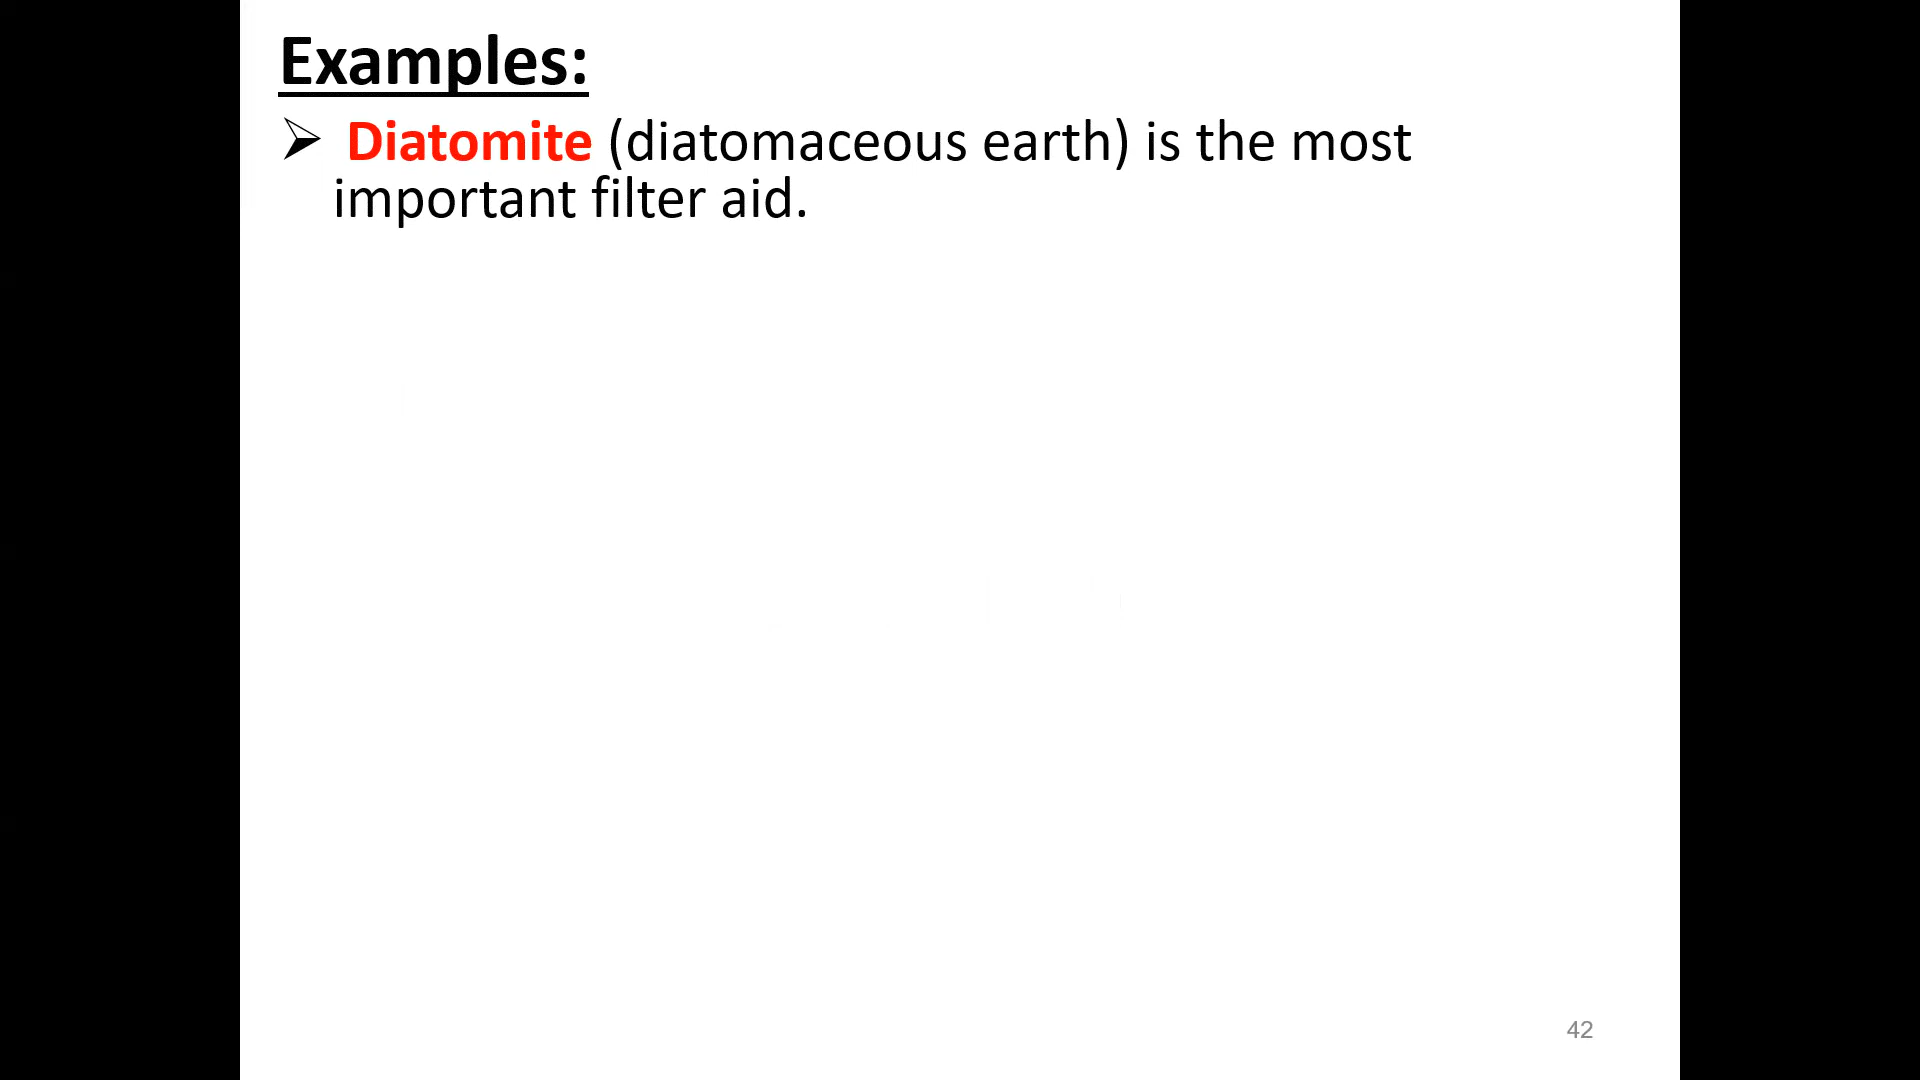 Examples:
➢ Diatomite (diatomaceous earth) is the most
important filter aid.
42